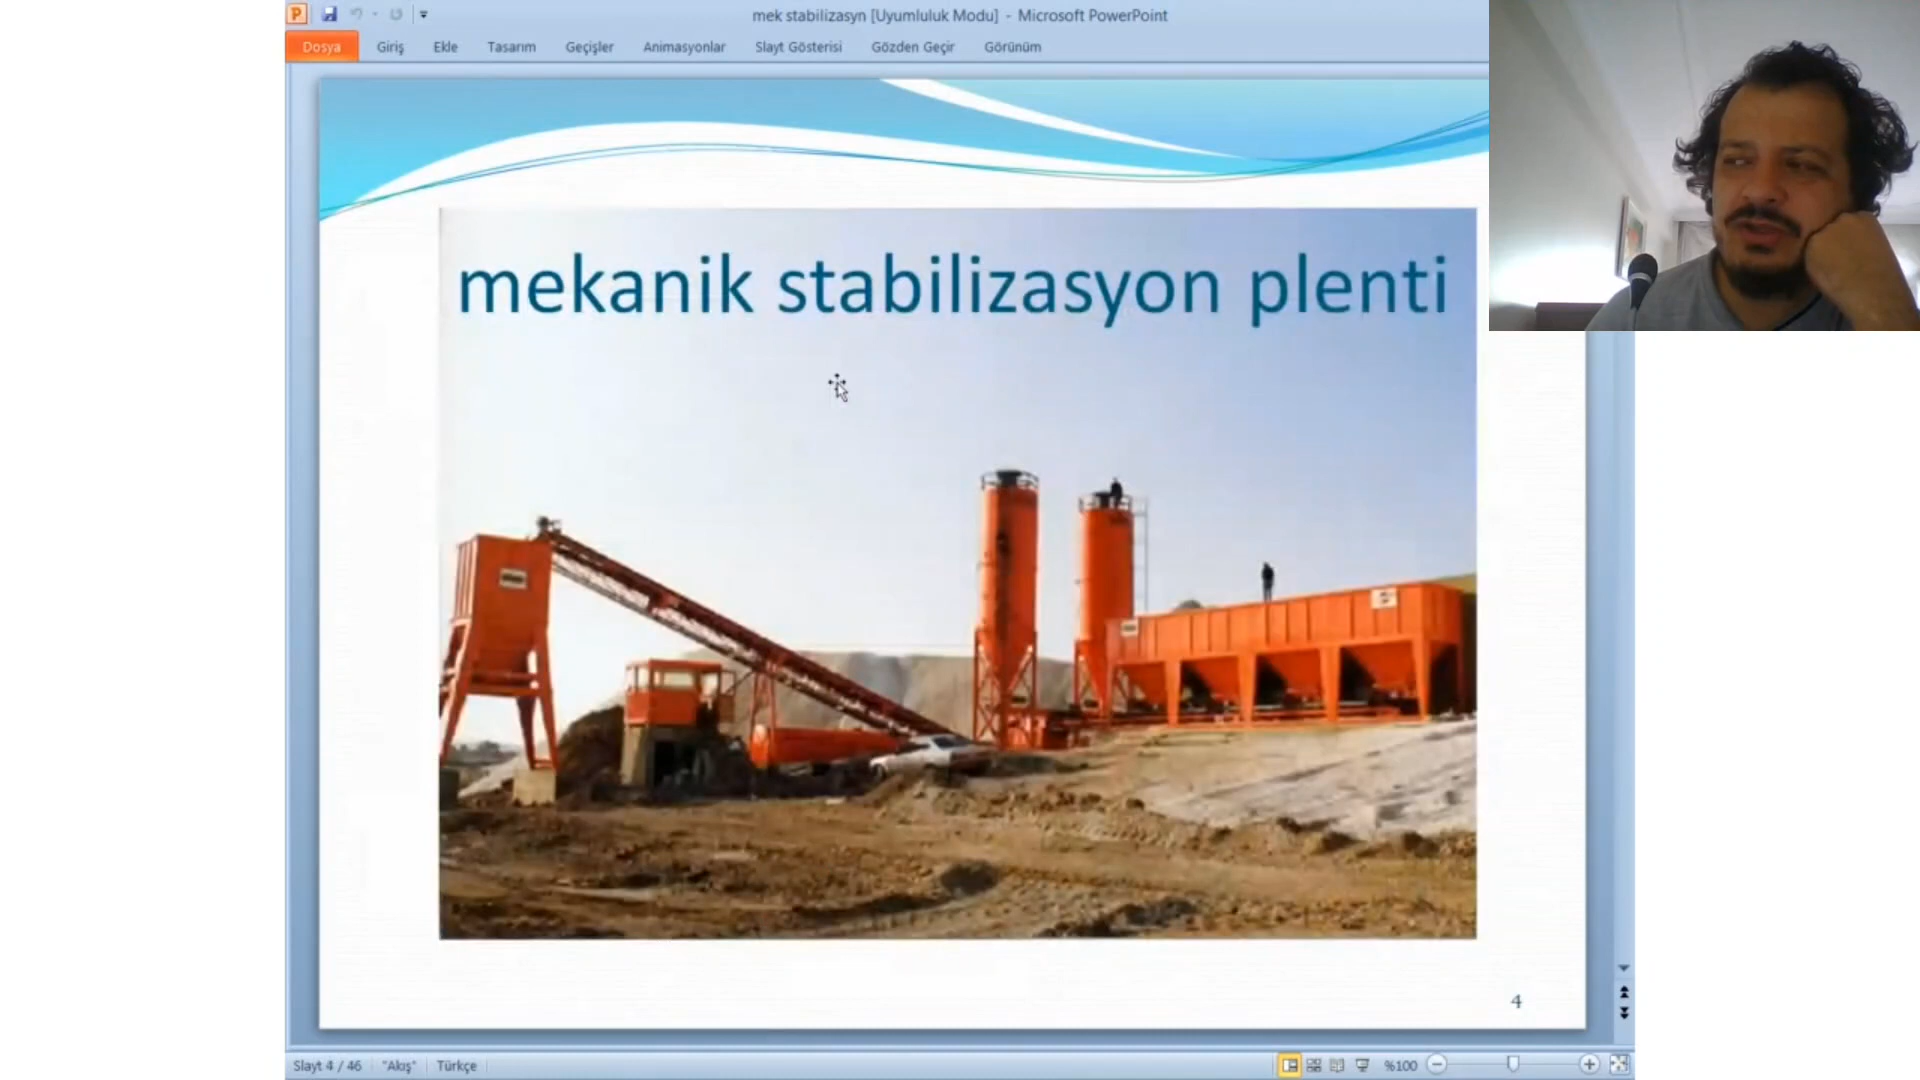 mek stabilizasyn [Uyumluluk Modu] - Microsoft PowerPoint
Dosya Giriş Ekle Tasarım Geçişler Animasyonlar Slayt Gösterisi Gözden Geçir Görünüm
mekanik stabilizasyon plenti
4
Slayt 4 / 46 "Akış" Türkçe %100